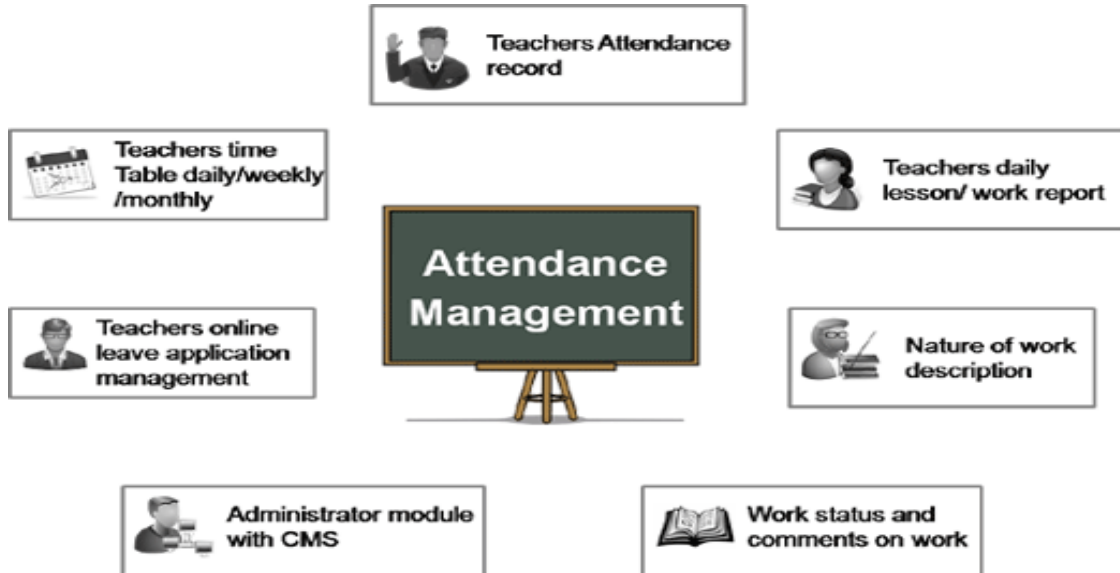 Teachers Attendance
record
Teachers time
Table daily/weekly
/monthly
Teachers daily
lesson/ work report
Attendance
Management
Teachers online
leave application
management
Nature of work
description
Administrator module
with CMS
Work status and
comments on work